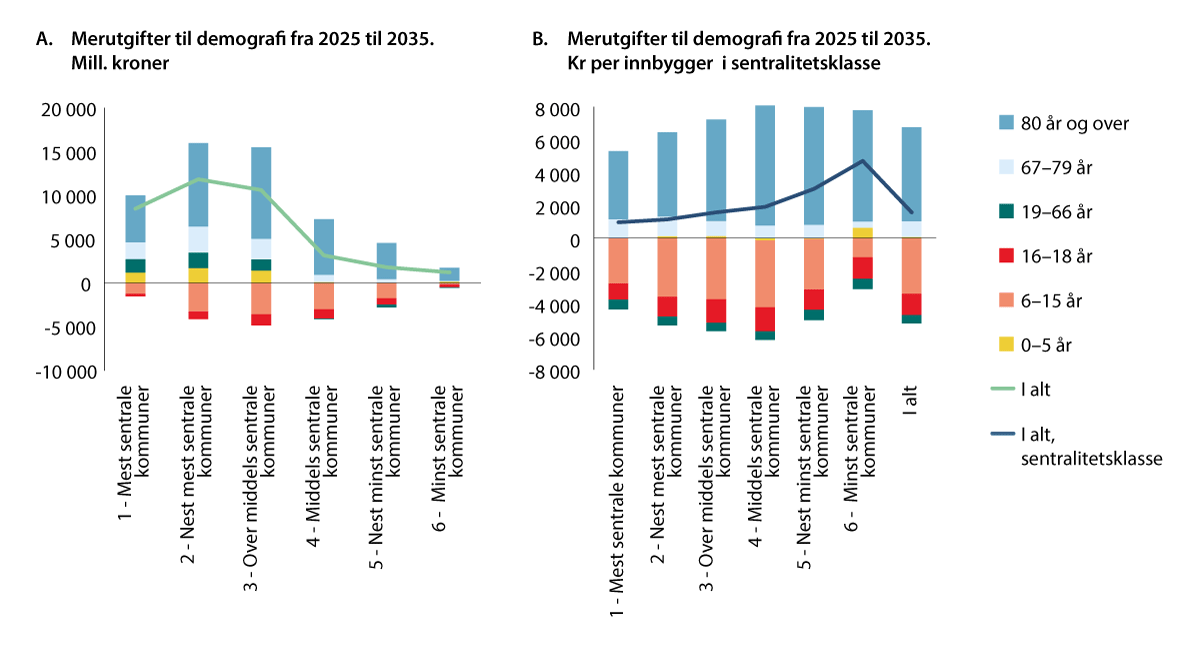 A. Merutgifter til demografi fra 2025 til 2035.
Mill. kroner
20 000
15 000
10 000
5 000
0
-5 000
-10 000
1 - Mest sentrale
kommuner
2 - Nest mest sentrale
kommuner
3 - Over middels sentrale
kommuner
4 - Middels sentrale
kommuner
5 - Nest minst sentrale
kommuner
6 - Minst sentrale
kommuner
B. Merutgifter til demografi fra 2025 til 2035.
Kr per innbygger i sentralitetsklasse
8 000
6 000
4 000
2 000
0
-2 000
-4 000
-6 000
-8 000
1 - Mest sentrale kommuner
2 - Nest mest sentrale
kommuner
3 - Over middels sentrale
kommuner
4 - Middels sentrale
kommuner
5 - Nest minst sentrale
kommuner
6 - Minst sentrale
kommuner
I alt
80 år og over
67–79 år
19–66 år
16–18 år
6–15 år
0–5 år
I alt
I alt,
sentralitetsklasse